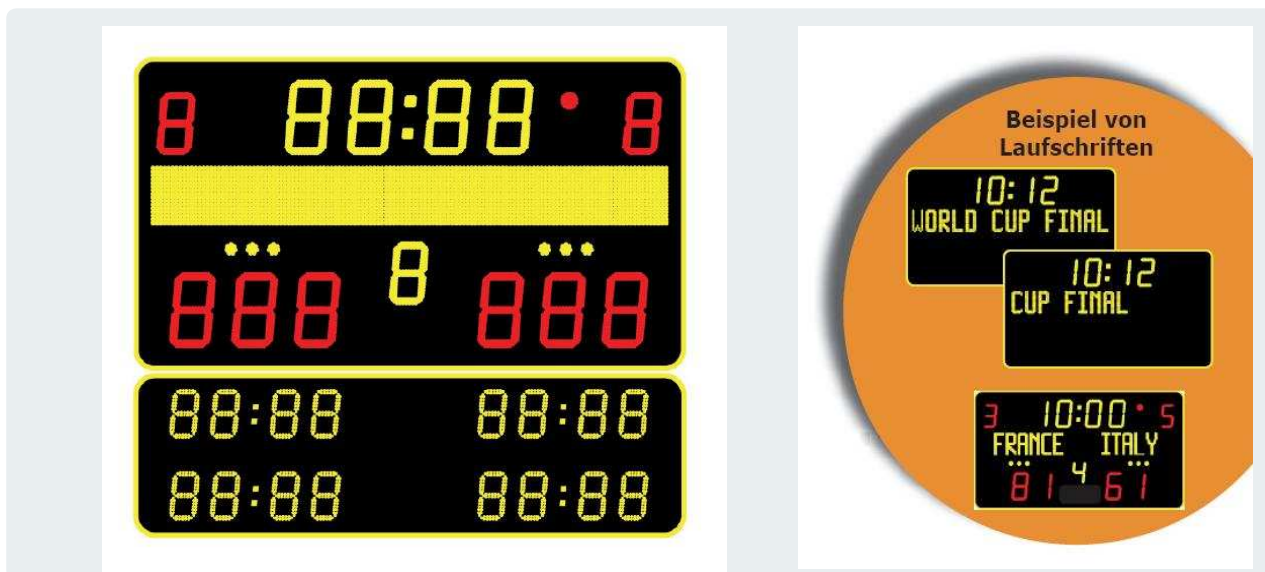 8 88:88 8
8
888 888
88:88 88:88
88:88 88:88
Beispiel von
Laufschriften
10:12
WORLD CUP FINAL
10:12
CUP FINAL
3 10:00 5
FRANCE ITALY
4
81 61